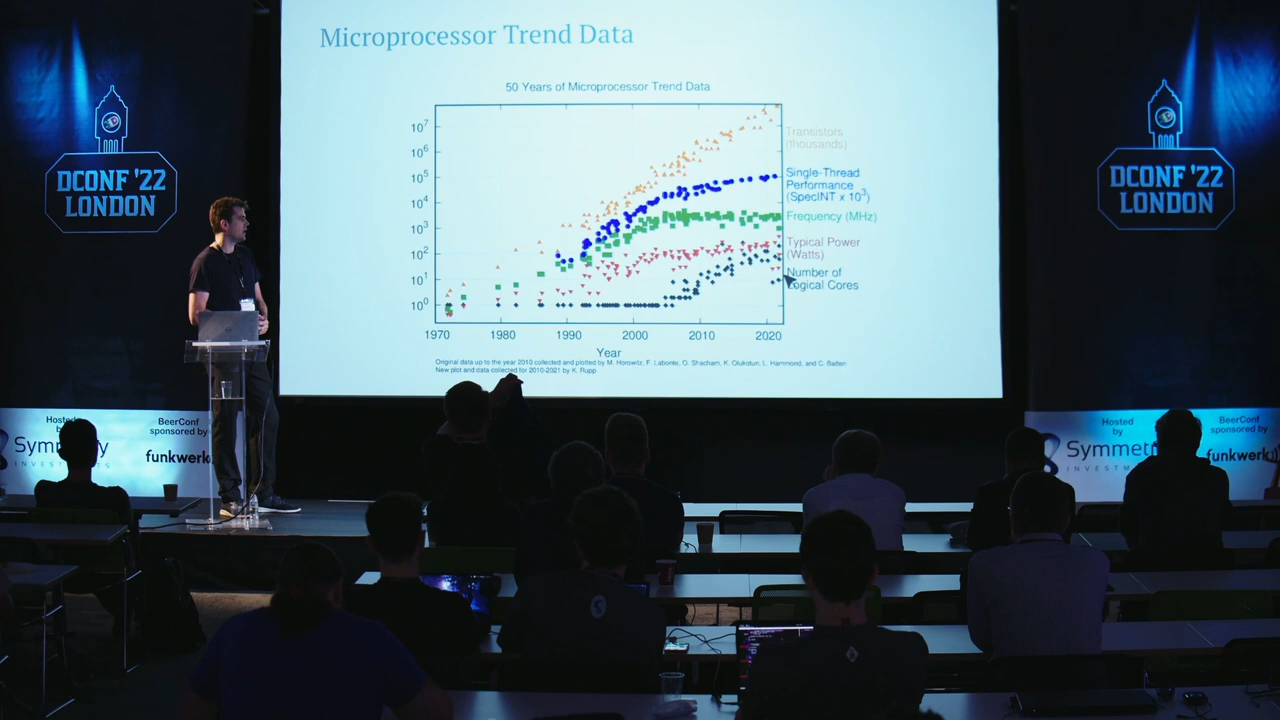 Microprocessor Trend Data
50 Years of Microprocessor Trend Data
10^7
10^6
10^5
10^4
10^3
10^2
10^1
10^0
Transistors
(thousands)
Single-Thread
Performance
(SpecINT x 10^3)
Frequency (MHz)
Typical Power
(Watts)
Number of
Logical Cores
1970 1980 1990 2000 2010 2020
Year
Original data up to the year 2010 collected and plotted by M. Horowitz, F. Labonte, O. Shacham, K. Olukotun, L. Hammond, and C. Batten
New plot and data collected for 2010-2021 by K. Rupp
DCONF '22
LONDON
DCONF '22
LONDON
Hosted
by
BeerConf
sponsored by
funkwerk
Hosted
by
Symmet
INVEST
BeerConf
sponsored by
funkwerk